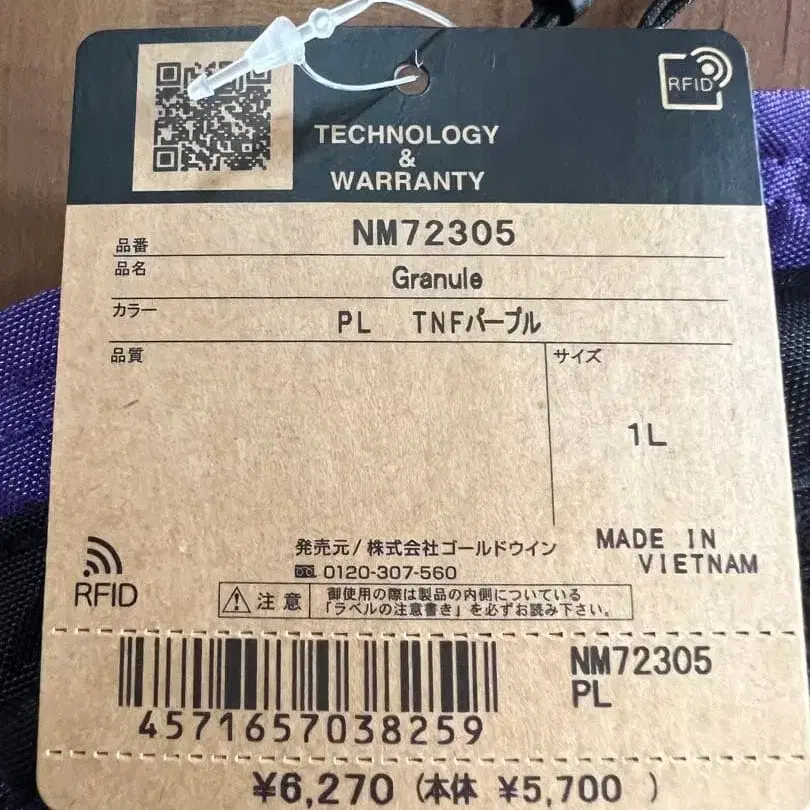 RFID
TECHNOLOGY
&
WARRANTY
品番 NM72305
品名 Granule
カラー PL TNFパープル
品質 サイズ
1L
発売元/株式会社ゴールドウイン
0120-307-560
MADE IN
VIETNAM
RFID
注意 御使用の際は製品の内側についている
「ラベルの注意書き」を必ずお読み下さい。
4571657038259
NM72305
PL
¥6,270 (本体 ¥5,700 )